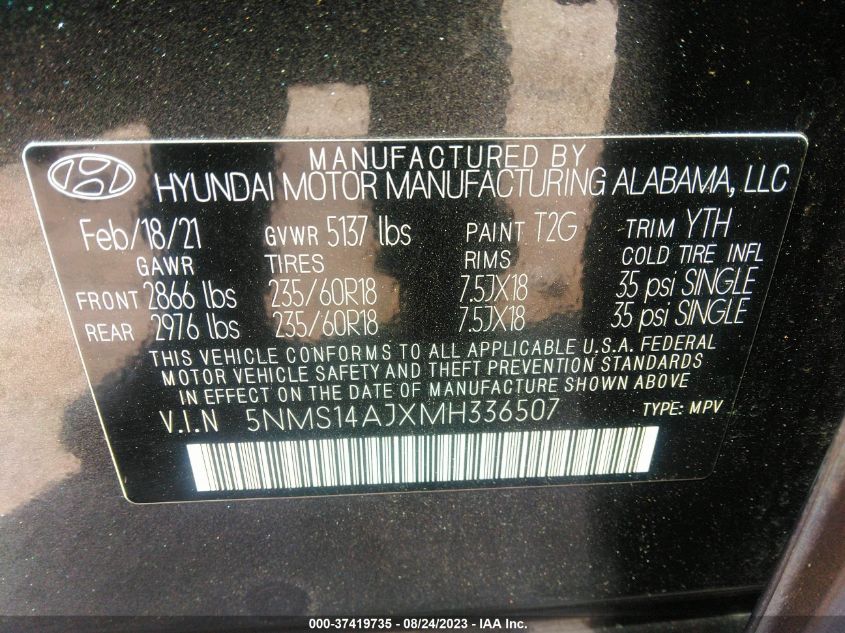 MANUFACTURED BY
HYUNDAI MOTOR MANUFACTURING ALABAMA, LLC
Feb/18/21 GVWR 5137 lbs PAINT T2G TRIM YTH
GAWR TIRES RIMS COLD TIRE INFL
FRONT 2866 lbs 235/60R18 7.5JX18 35 psi SINGLE
REAR 2976 lbs 235/60R18 7.5JX18 35 psi SINGLE
THIS VEHICLE CONFORMS TO ALL APPLICABLE U.S.A. FEDERAL
MOTOR VEHICLE SAFETY AND THEFT PREVENTION STANDARDS
IN EFFECT ON THE DATE OF MANUFACTURE SHOWN ABOVE
V.I.N 5NMS14AJXMH336507 TYPE: MPV
000-37419735 - 08/24/2023 - IAA Inc.